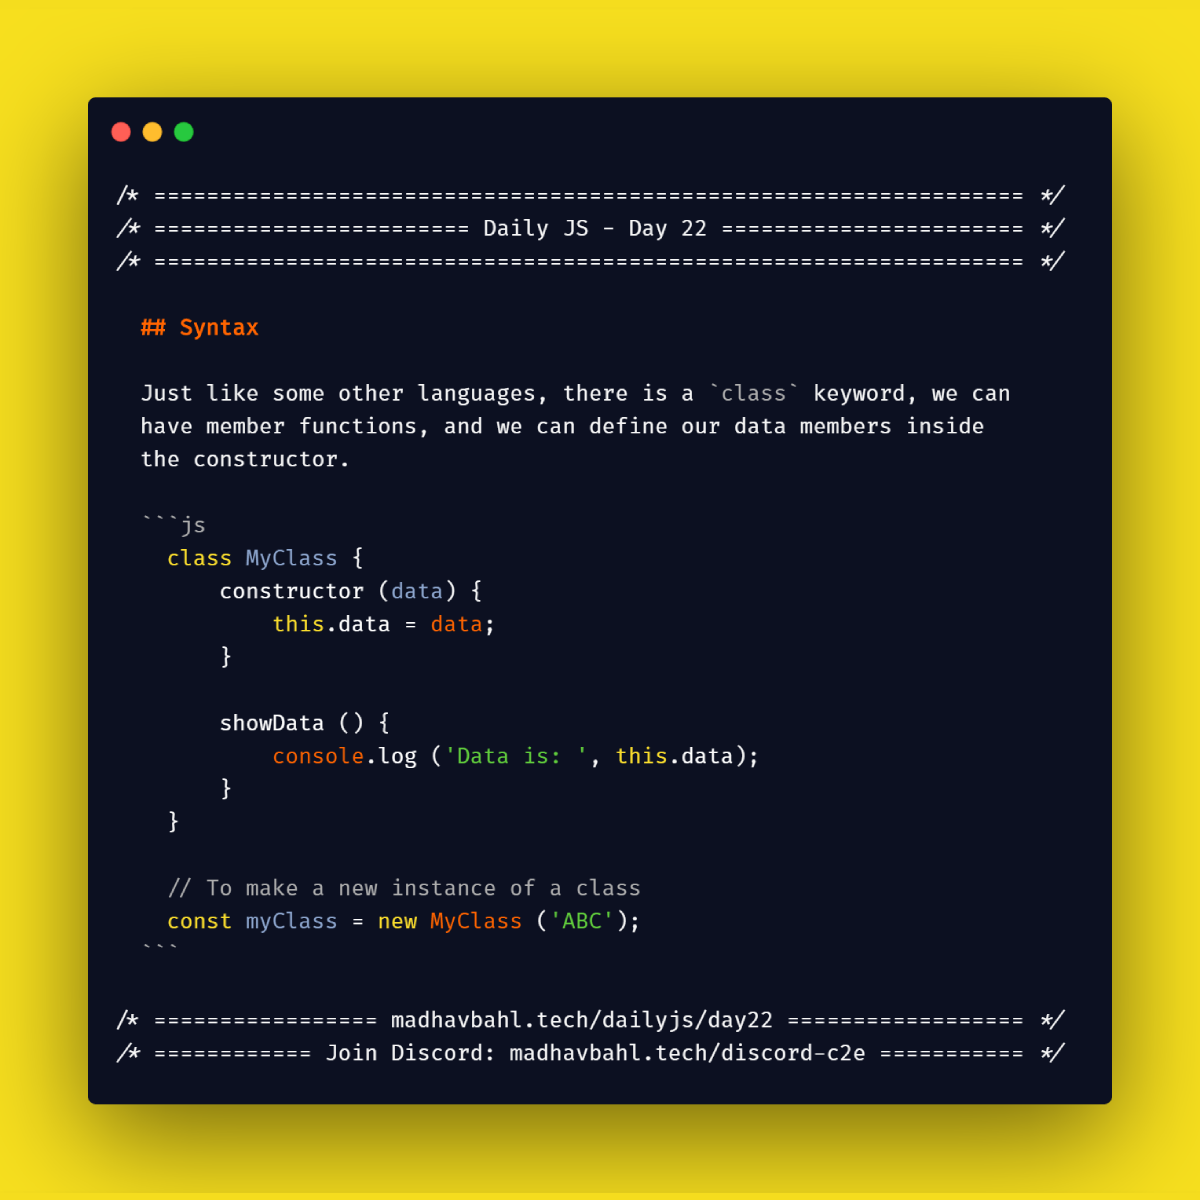 /* ================================================================== */
/* ======================== Daily JS - Day 22 ======================= */
/* ================================================================== */
## Syntax
Just like some other languages, there is a `class` keyword, we can
have member functions, and we can define our data members inside
the constructor.
```js
class MyClass {
constructor (data) {
this.data = data;
}
showData () {
console.log ('Data is: ', this.data);
}
}
// To make a new instance of a class
const myClass = new MyClass ('ABC');
```
/* ================= madhavbahl.tech/dailyjs/day22 ================== */
/* ============ Join Discord: madhavbahl.tech/discord-c2e =========== */